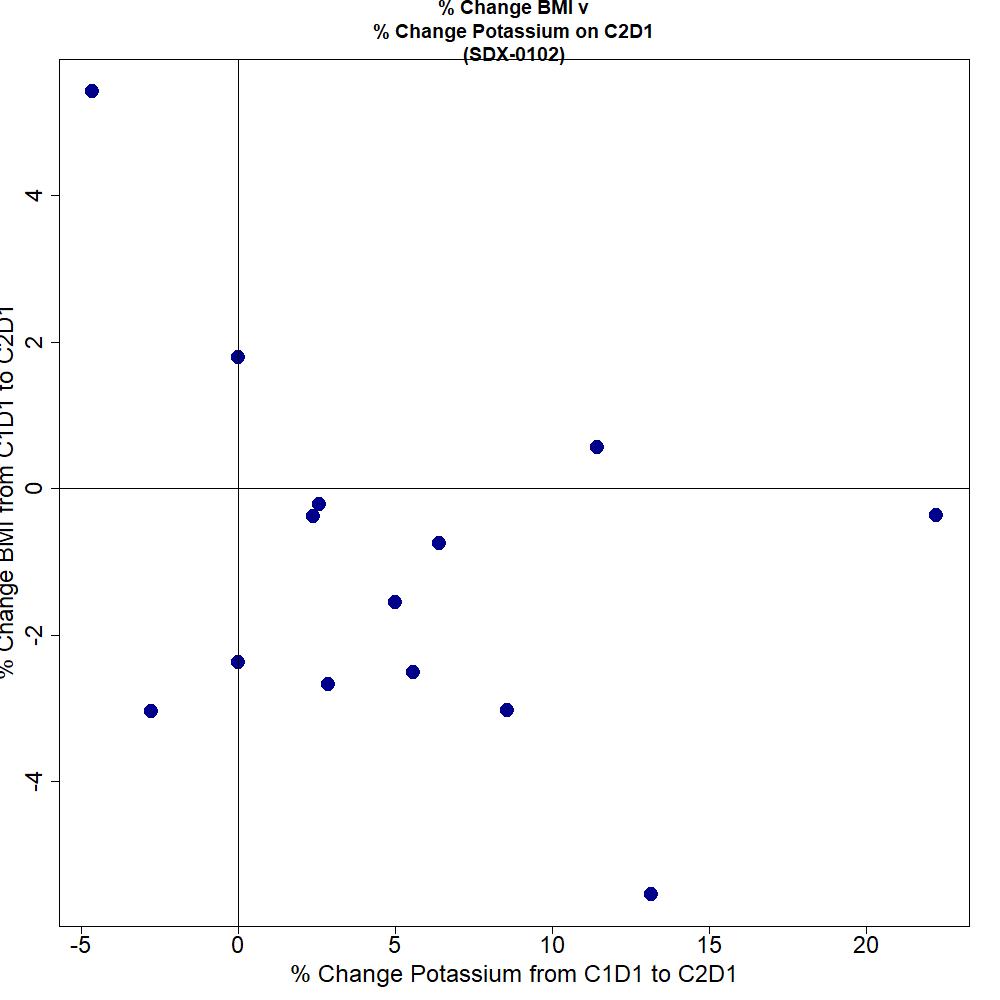 % Change BMI v
% Change Potassium on C2D1
(SDX-0102)
% Change BMI from C1D1 to C2D1
4
2
0
-2
-4
-5
0
5
10
15
20
% Change Potassium from C1D1 to C2D1